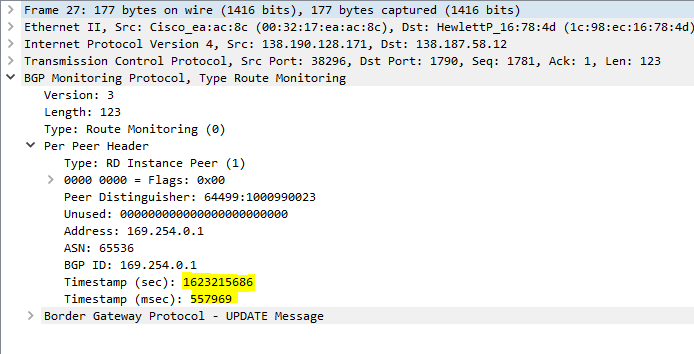 Frame 27: 177 bytes on wire (1416 bits), 177 bytes captured (1416 bits)
Ethernet II, Src: Cisco_ea:ac:8c (00:32:17:ea:ac:8c), Dst: HewlettP_16:78:4d (1c:98:ec:16:78:4d)
Internet Protocol Version 4, Src: 138.190.128.171, Dst: 138.187.58.12
Transmission Control Protocol, Src Port: 38296, Dst Port: 1790, Seq: 1781, Ack: 1, Len: 123
BGP Monitoring Protocol, Type Route Monitoring
Version: 3
Length: 123
Type: Route Monitoring (0)
Per Peer Header
Type: RD Instance Peer (1)
0000 0000 = Flags: 0x00
Peer Distinguisher: 64499:1000990023
Unused: 000000000000000000000000
Address: 169.254.0.1
ASN: 65536
BGP ID: 169.254.0.1
Timestamp (sec): 1623215686
Timestamp (msec): 557969
Border Gateway Protocol - UPDATE Message